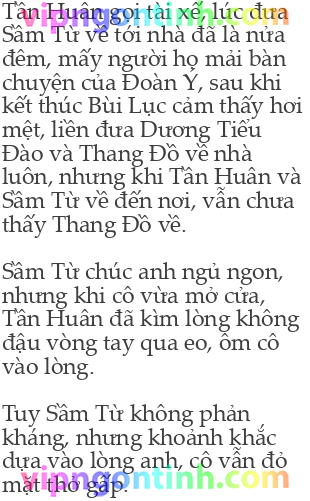 Tần Huân gọi tài xế, lúc đưa
Sầm Tử về tới nhà đã là nửa
đêm, mấy người họ mải bàn
chuyện của Đoàn Ý, sau khi
kết thúc Bùi Lục cảm thấy hơi
mệt, liền đưa Dương Tiểu
Đào và Thang Đồ về nhà
luôn, nhưng khi Tần Huân và
Sầm Tử về đến nơi, vẫn chưa
thấy Thang Đồ về.
Sầm Tử chúc anh ngủ ngon,
nhưng khi cô vừa mở cửa,
Tần Huân đã kìm lòng không
đậu vòng tay qua eo, ôm cô
vào lòng.
Tuy Sầm Tử không phản
kháng, nhưng khoảnh khắc
dựa vào lòng anh, cô vẫn đỏ
mặt thở gấp.
vipngontinh.com
vipngontinh.com